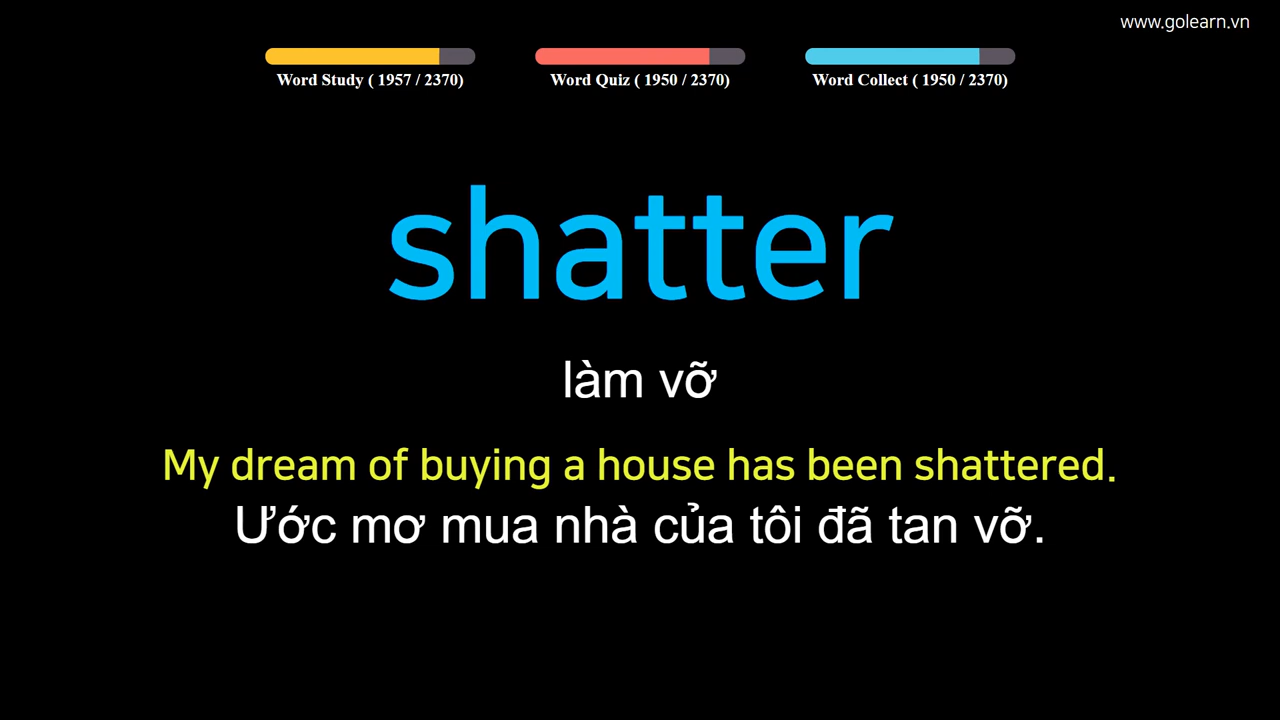 www.golearn.vn
Word Study ( 1957 / 2370)
Word Quiz ( 1950 / 2370)
Word Collect ( 1950 / 2370)
shatter
làm vỡ
My dream of buying a house has been shattered.
Ước mơ mua nhà của tôi đã tan vỡ.